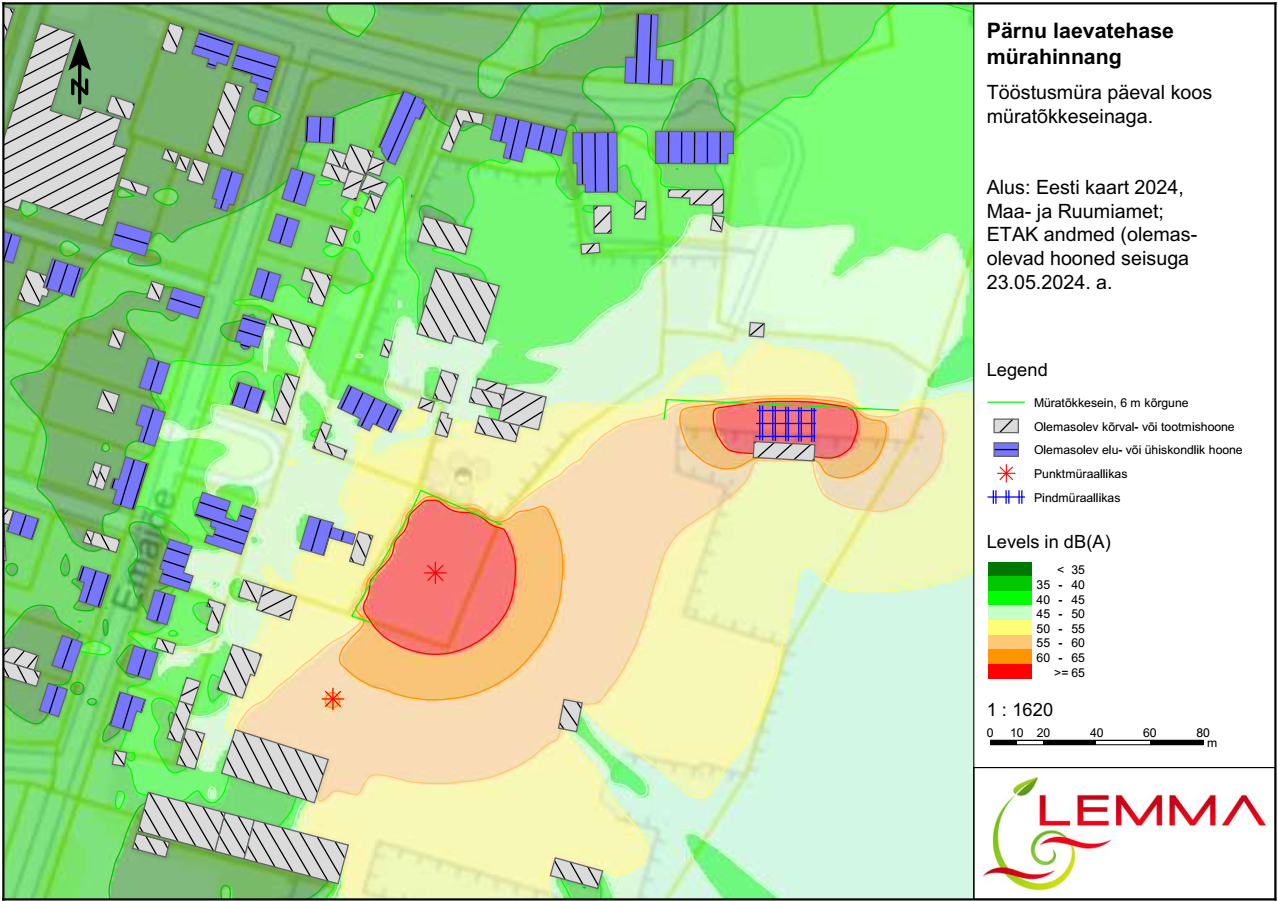 N
Emajõe
Pärnu laevatehase
mürahinnang
Tööstusmüra päeval koos
müratõkkeseinaga.
Alus: Eesti kaart 2024,
Maa- ja Ruumiamet;
ETAK andmed (olemas-
olevad hooned seisuga
23.05.2024. a.
Legend
Müratõkkesein, 6 m kõrgune
Olemasolev kõrval- või tootmishoone
Olemasolev elu- või ühiskondlik hoone
Punktmüraallikas
Pindmüraallikas
Levels in dB(A)
< 35
35 - 40
40 - 45
45 - 50
50 - 55
55 - 60
60 - 65
>= 65
1 : 1620
0 10 20 40 60 80
m
LEMMA